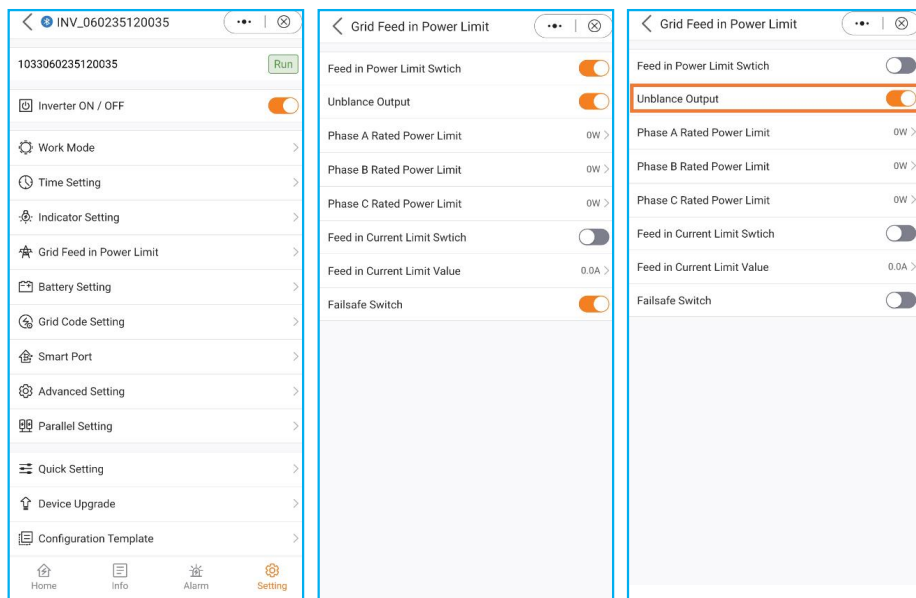 INV_060235120035
1033060235120035 Run
Inverter ON / OFF
Work Mode
Time Setting
Indicator Setting
Grid Feed in Power Limit
Battery Setting
Grid Code Setting
Smart Port
Advanced Setting
Parallel Setting
Quick Setting
Device Upgrade
Configuration Template
Home Info Alarm Setting
Grid Feed in Power Limit
Feed in Power Limit Swtich
Unblance Output
Phase A Rated Power Limit 0W
Phase B Rated Power Limit 0W
Phase C Rated Power Limit 0W
Feed in Current Limit Swtich
Feed in Current Limit Value 0.0A
Failsafe Switch
Grid Feed in Power Limit
Feed in Power Limit Swtich
Unblance Output
Phase A Rated Power Limit 0W
Phase B Rated Power Limit 0W
Phase C Rated Power Limit 0W
Feed in Current Limit Swtich
Feed in Current Limit Value 0.0A
Failsafe Switch